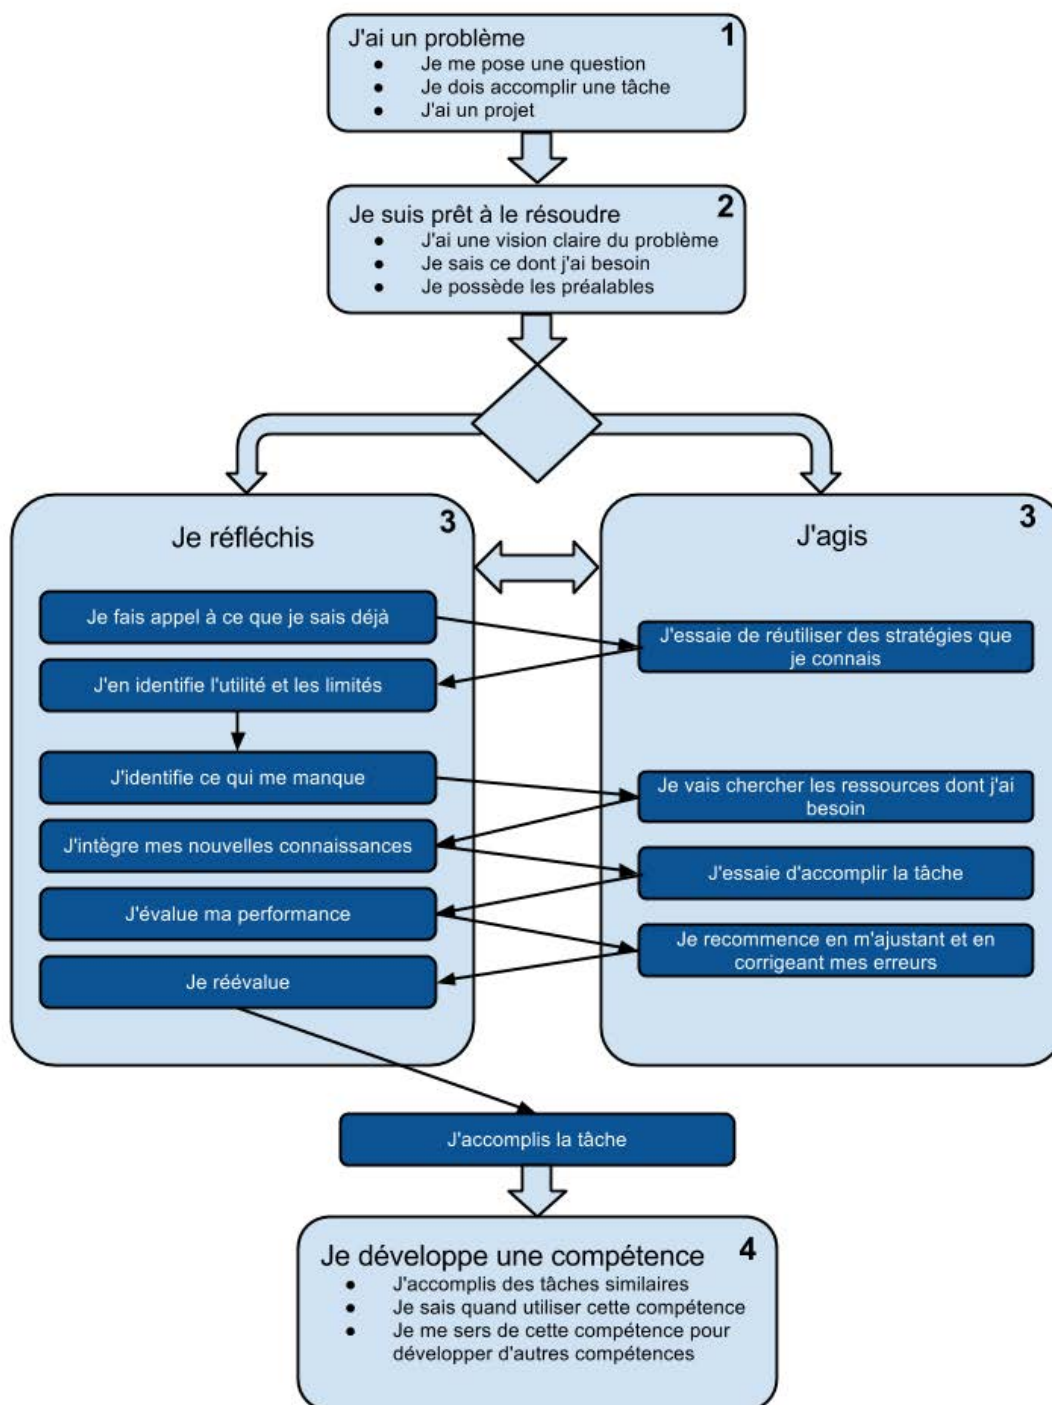 J'ai un problème
1
● Je me pose une question
● Je dois accomplir une tâche
● J'ai un projet
Je suis prêt à le résoudre
2
● J'ai une vision claire du problème
● Je sais ce dont j'ai besoin
● Je possède les préalables
Je réfléchis
3
Je fais appel à ce que je sais déjà
J'en identifie l'utilité et les limités
J'identifie ce qui me manque
J'intègre mes nouvelles connaissances
J'évalue ma performance
Je réévalue
J'agis
3
J'essaie de réutiliser des stratégies que
je connais
Je vais chercher les ressources dont j'ai
besoin
J'essaie d'accomplir la tâche
Je recommence en m'ajustant et en
corrigeant mes erreurs
J'accomplis la tâche
Je développe une compétence
4
● J'accomplis des tâches similaires
● Je sais quand utiliser cette compétence
● Je me sers de cette compétence pour
développer d'autres compétences